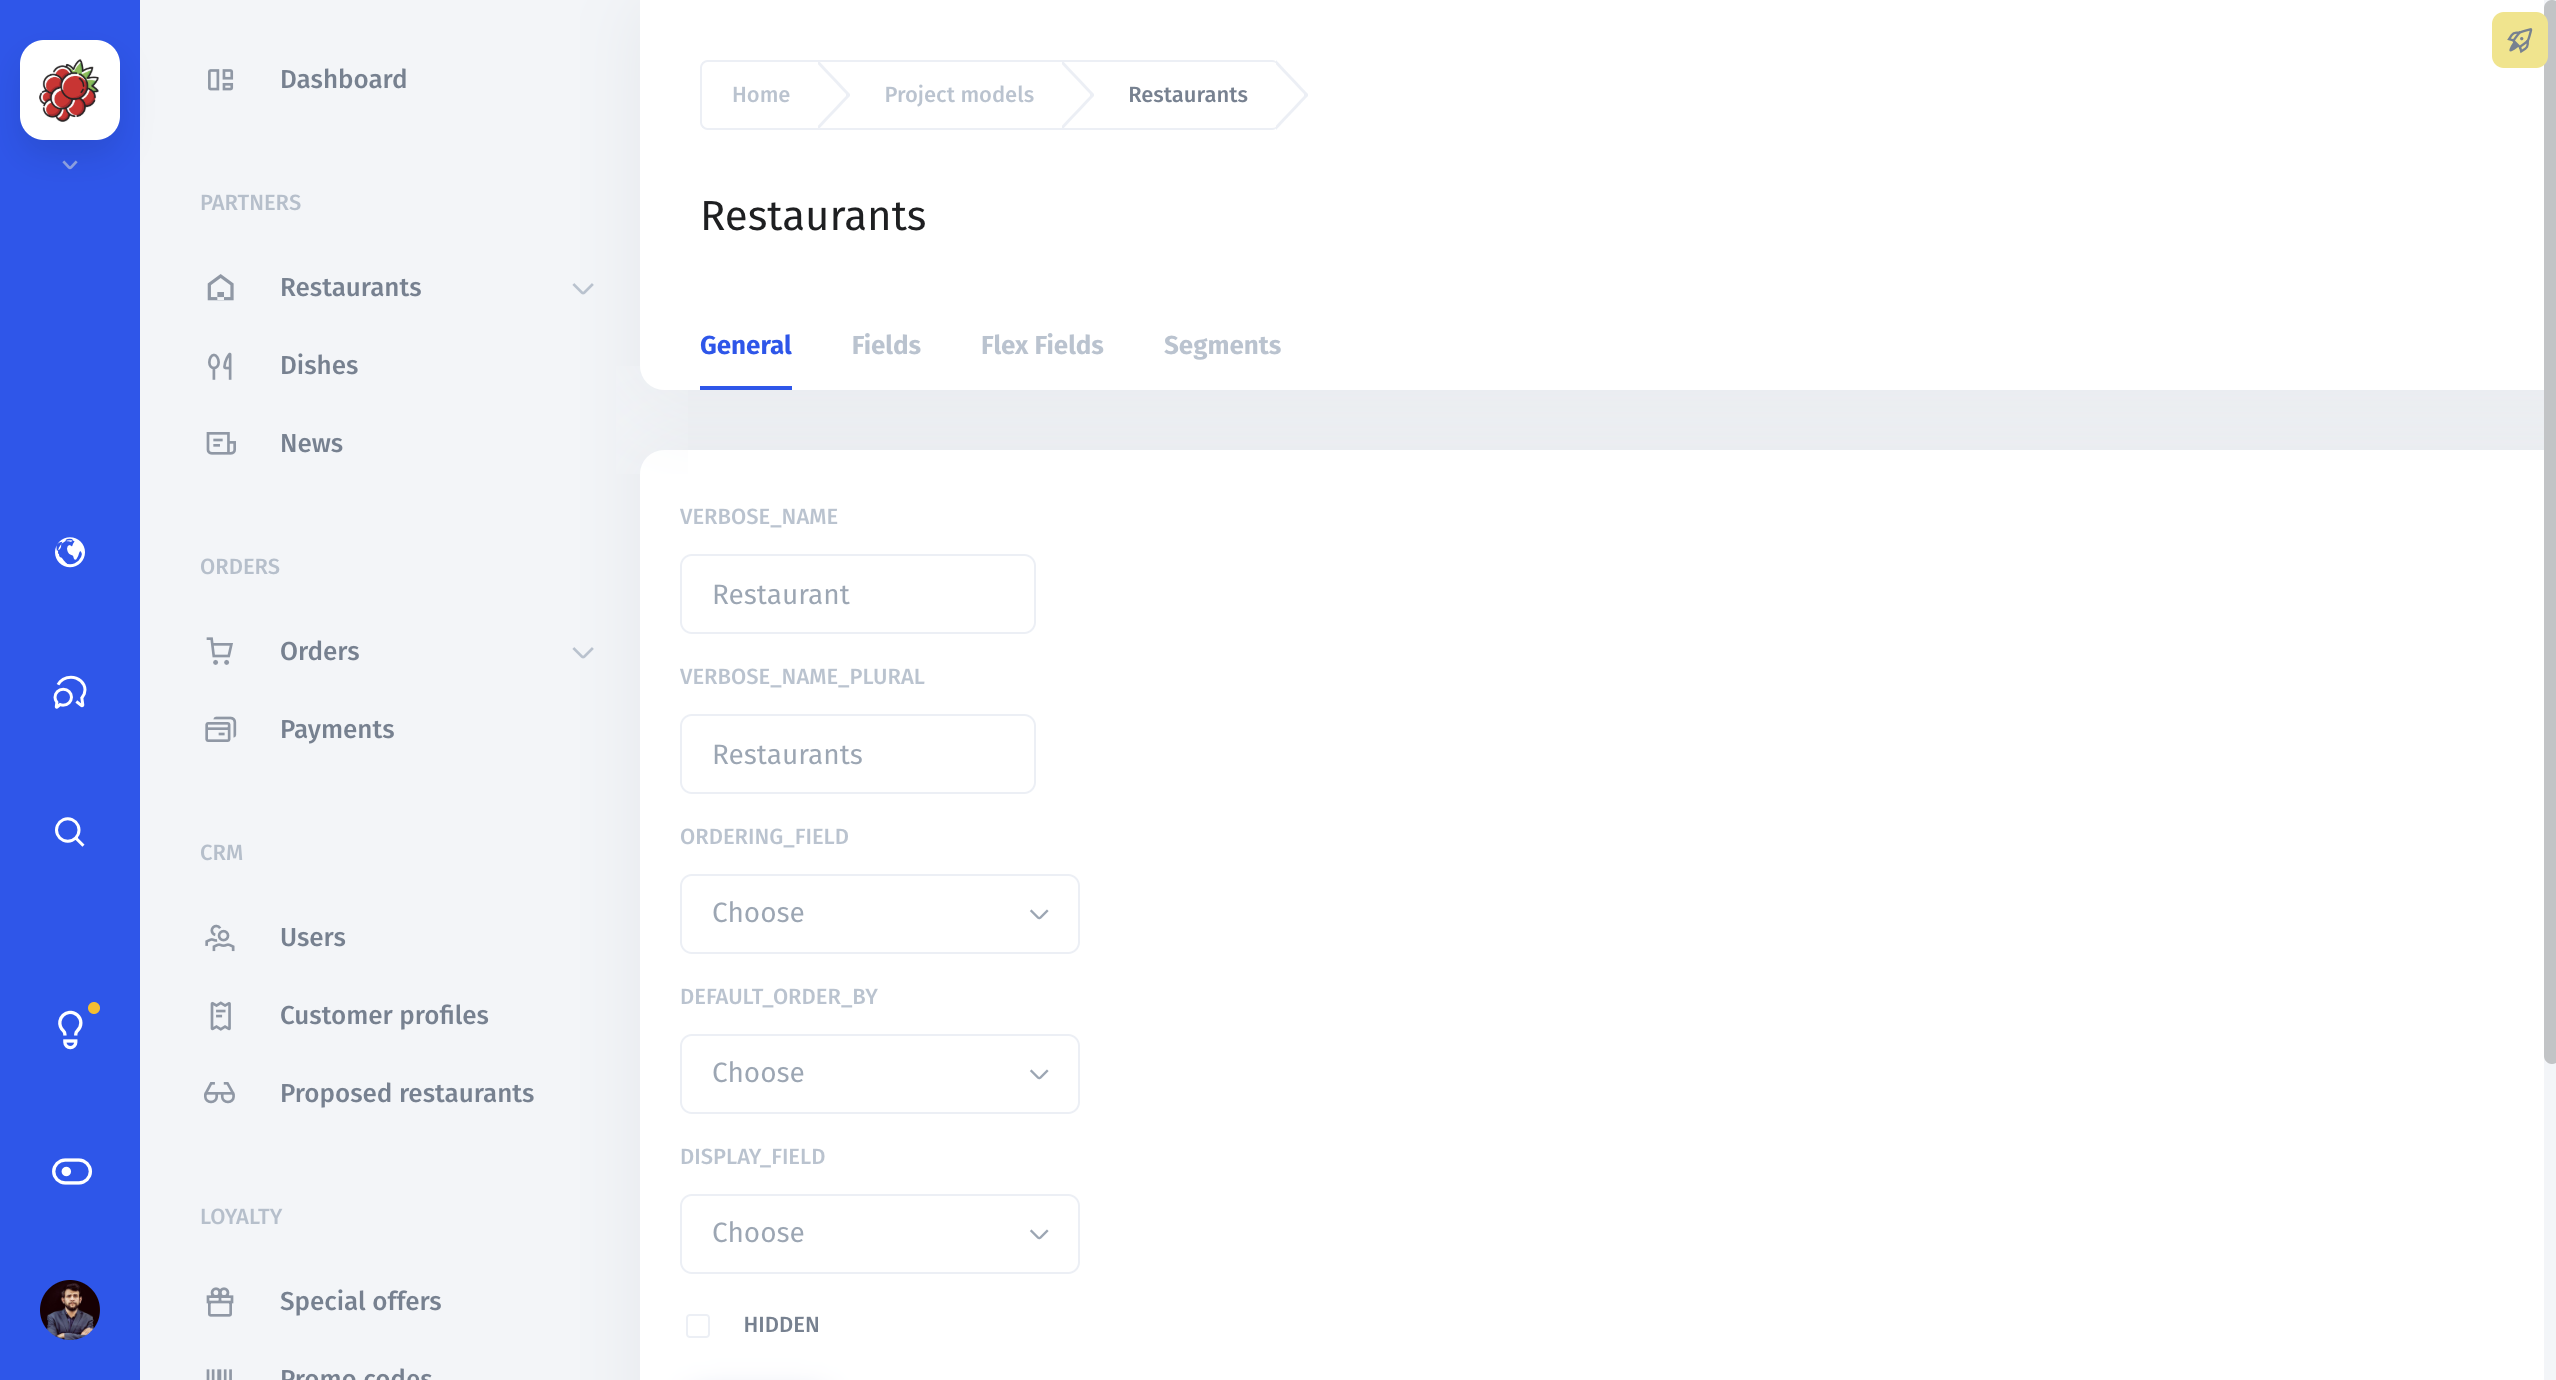 Dashboard
PARTNERS
Restaurants
Dishes
News
ORDERS
Orders
Payments
CRM
Users
Customer profiles
Proposed restaurants
LOYALTY
Special offers
Promo codes
Home
Project models
Restaurants
Restaurants
General
Fields
Flex Fields
Segments
VERBOSE_NAME
Restaurant
VERBOSE_NAME_PLURAL
Restaurants
ORDERING_FIELD
Choose
DEFAULT_ORDER_BY
Choose
DISPLAY_FIELD
Choose
HIDDEN